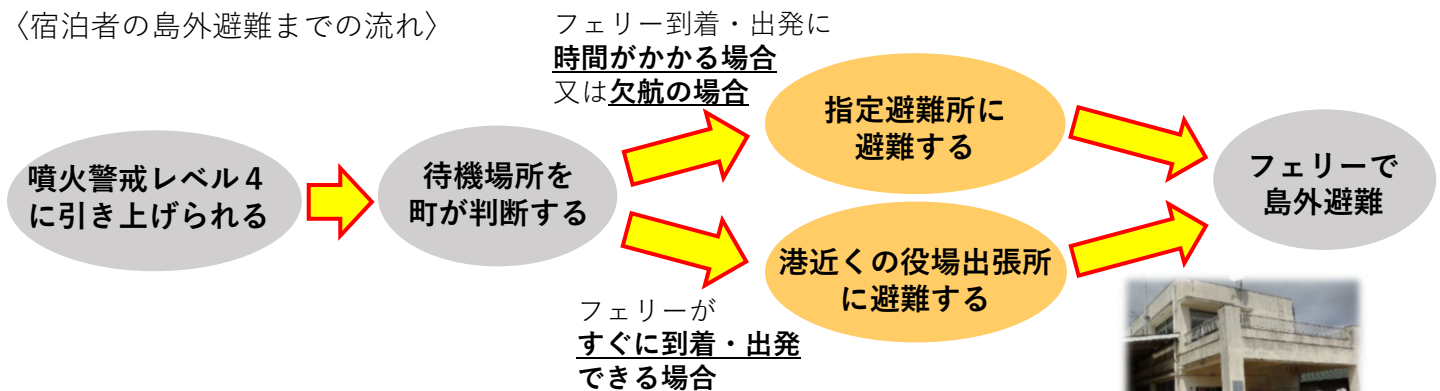 〈宿泊者の島外避難までの流れ〉
フェリー到着・出発に
時間がかかる場合
又は欠航の場合
噴火警戒レベル４
に引き上げられる
待機場所を
町が判断する
指定避難所に
避難する
港近くの役場出張所
に避難する
フェリーが
すぐに到着・出発
できる場合
フェリーで
島外避難